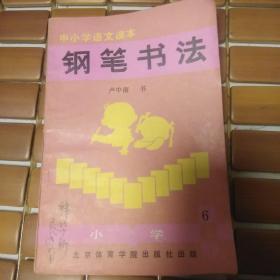 中小学语文课本
钢笔书法
卢中南 书
6
小学
北京体育学院出版社出版